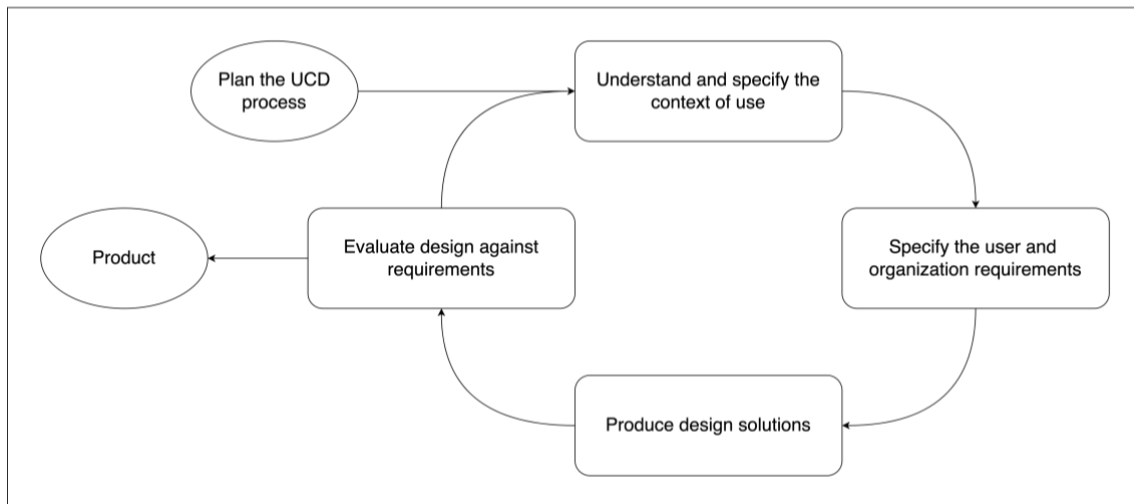 Plan the UCD
process
Understand and specify the
context of use
Product
Evaluate design against
requirements
Specify the user and
organization requirements
Produce design solutions